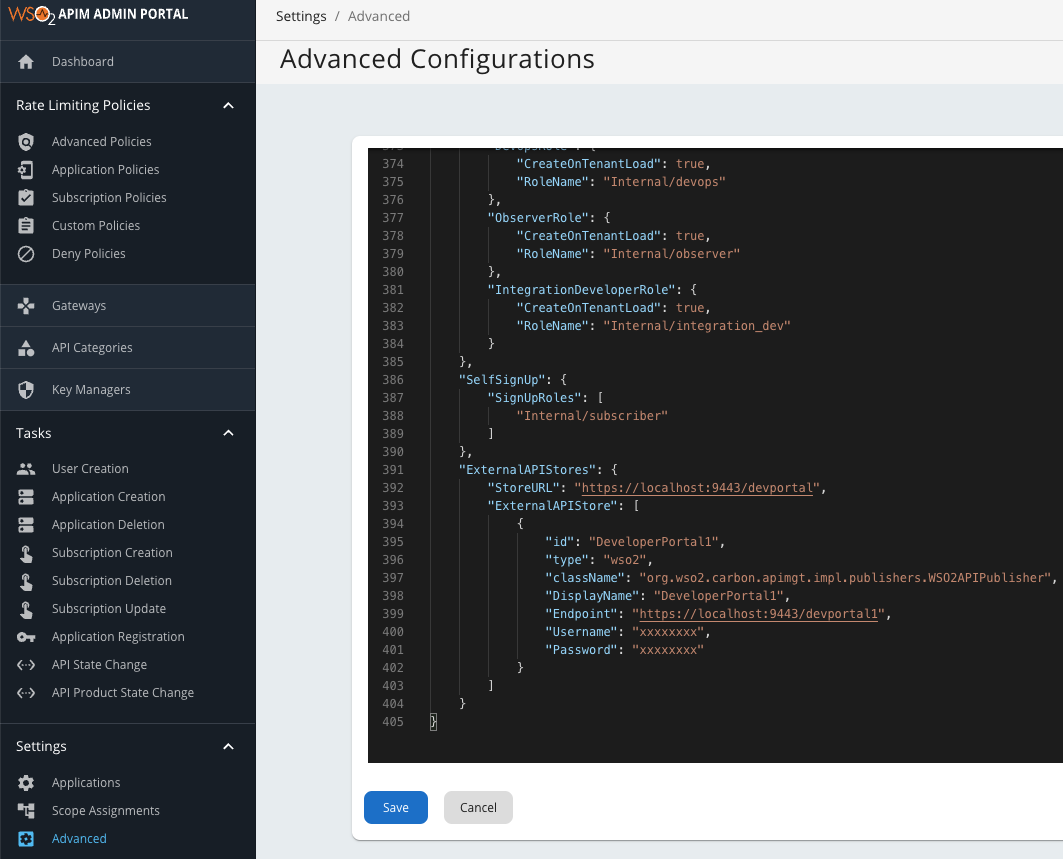 WSO2 APIM ADMIN PORTAL
Settings / Advanced
Advanced Configurations
Dashboard
Rate Limiting Policies
Advanced Policies
Application Policies
Subscription Policies
Custom Policies
Deny Policies
Gateways
API Categories
Key Managers
Tasks
User Creation
Application Creation
Application Deletion
Subscription Creation
Subscription Deletion
Subscription Update
Application Registration
API State Change
API Product State Change
Settings
Applications
Scope Assignments
Advanced
373 "DevOpsRole": {
374 "CreateOnTenantLoad": true,
375 "RoleName": "Internal/devops"
376 },
377 "ObserverRole": {
378 "CreateOnTenantLoad": true,
379 "RoleName": "Internal/observer"
380 },
381 "IntegrationDeveloperRole": {
382 "CreateOnTenantLoad": true,
383 "RoleName": "Internal/integration_dev"
384 }
385 },
386 "SelfSignUp": {
387 "SignUpRoles": [
388 "Internal/subscriber"
389 ]
390 },
391 "ExternalAPIStores": {
392 "StoreURL": "https://localhost:9443/devportal",
393 "ExternalAPIStore": [
394 {
395 "id": "DeveloperPortal1",
396 "type": "wso2",
397 "className": "org.wso2.carbon.apimgt.impl.publishers.WSO2APIPublisher",
398 "DisplayName": "DeveloperPortal1",
399 "Endpoint": "https://localhost:9443/devportal1",
400 "Username": "xxxxxxxx",
401 "Password": "xxxxxxxx"
402 }
403 ]
404 }
405 }
Save Cancel